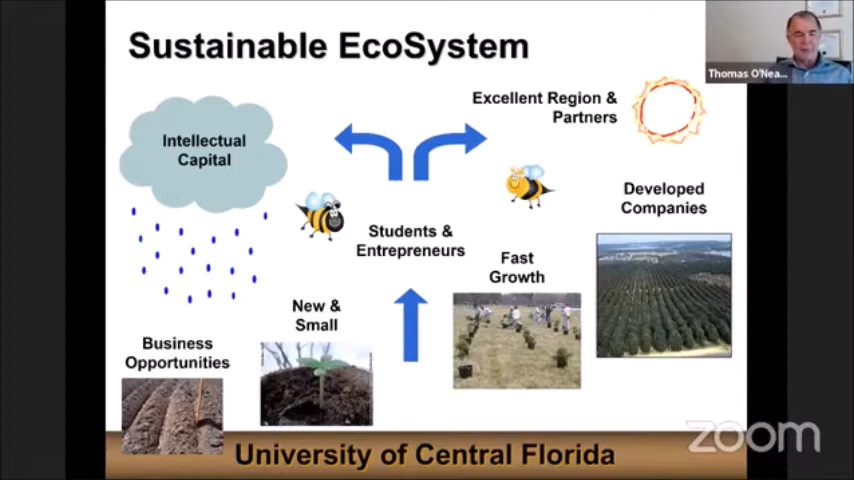 Sustainable EcoSystem
Thomas O'Nea...
Excellent Region &
Partners
Intellectual
Capital
Developed
Companies
Students &
Entrepreneurs
Fast
Growth
New &
Small
Business
Opportunities
University of Central Florida
zoom